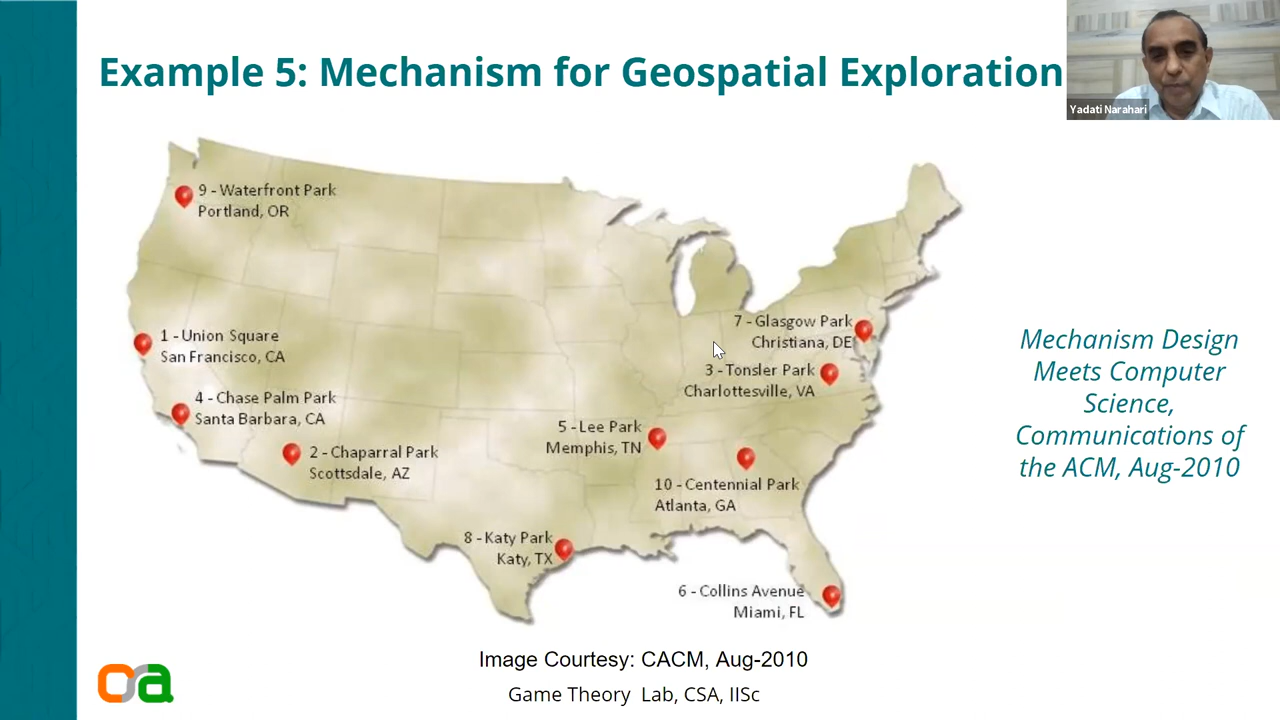 Example 5: Mechanism for Geospatial Exploration
Yadati Narahari
9 - Waterfront Park
Portland, OR
1 - Union Square
San Francisco, CA
4 - Chase Palm Park
Santa Barbara, CA
2 - Chaparral Park
Scottsdale, AZ
7 - Glasgow Park
Christiana, DE
3 - Tonsler Park
Charlottesville, VA
5 - Lee Park
Memphis, TN
10 - Centennial Park
Atlanta, GA
8 - Katy Park
Katy, TX
6 - Collins Avenue
Miami, FL
Mechanism Design
Meets Computer
Science,
Communications of
the ACM, Aug-2010
Image Courtesy: CACM, Aug-2010
Game Theory Lab, CSA, IISc